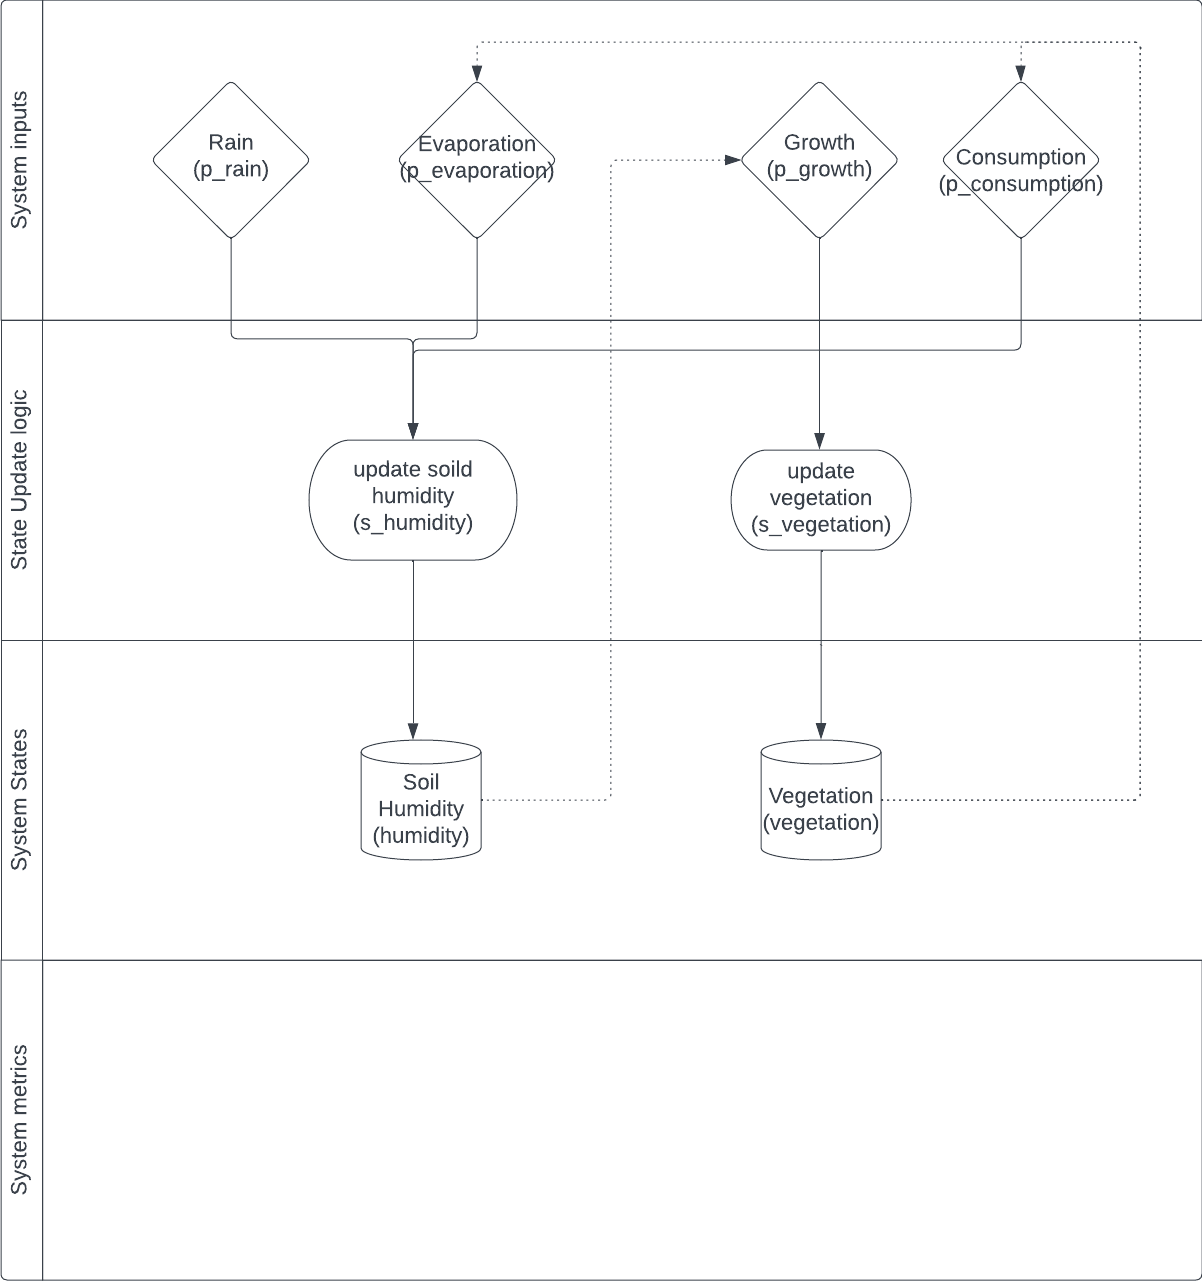 System inputs
Rain
(p_rain)
Evaporation
(p_evaporation)
Growth
(p_growth)
Consumption
(p_consumption)
State Update logic
update soild
humidity
(s_humidity)
update
vegetation
(s_vegetation)
System States
Soil
Humidity
(humidity)
Vegetation
(vegetation)
System metrics